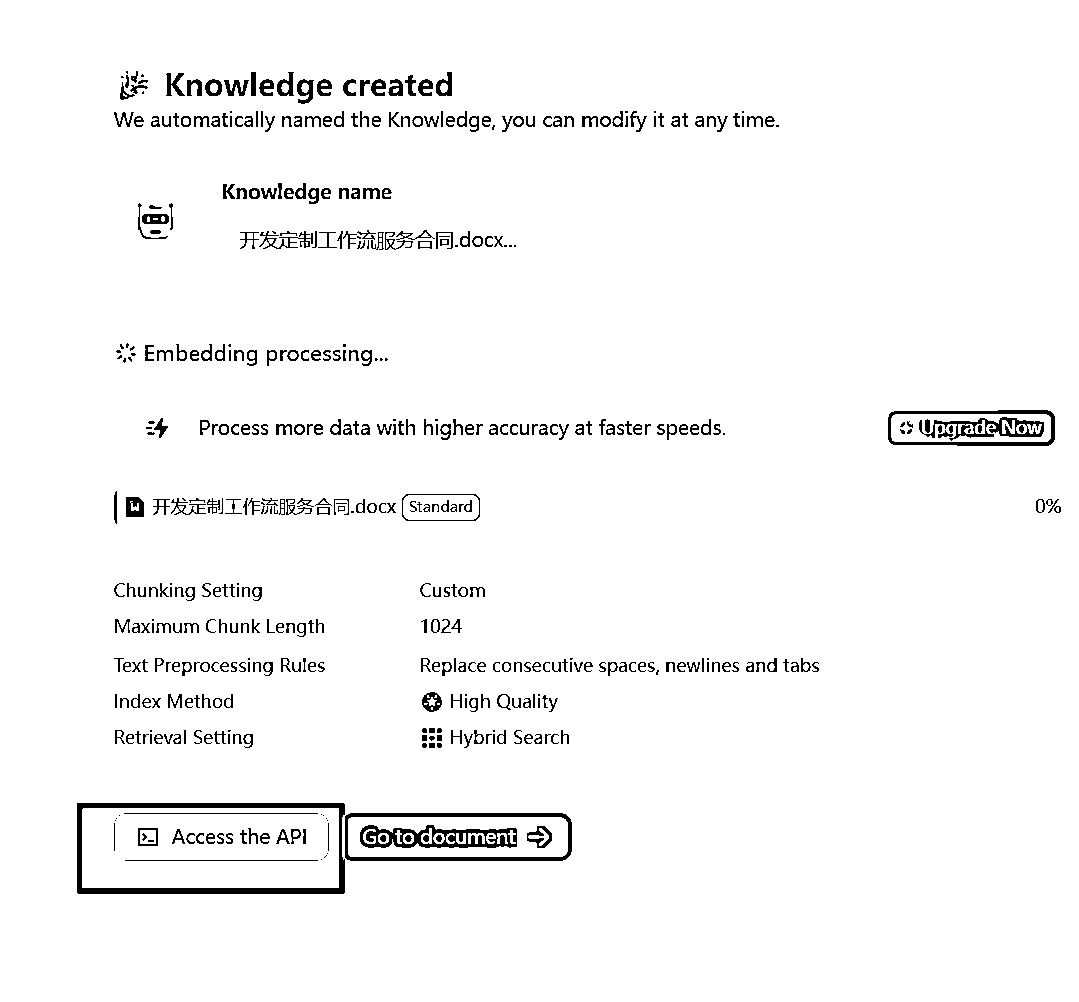 Knowledge created
We automatically named the Knowledge, you can modify it at any time.
Knowledge name
开发定制工作流服务合同.docx...
Embedding processing...
Process more data with higher accuracy at faster speeds.
Upgrade Now
开发定制工作流服务合同.docx Standard 0%
Chunking Setting Custom
Maximum Chunk Length 1024
Text Preprocessing Rules Replace consecutive spaces, newlines and tabs
Index Method High Quality
Retrieval Setting Hybrid Search
Access the API Go to document